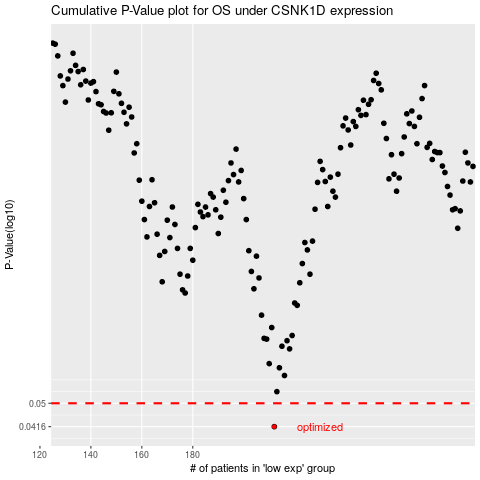 Cumulative P-Value plot for OS under CSNK1D expression
P-Value(log10)
0.05
0.0416
optimized
120 140 160 180
# of patients in 'low exp' group